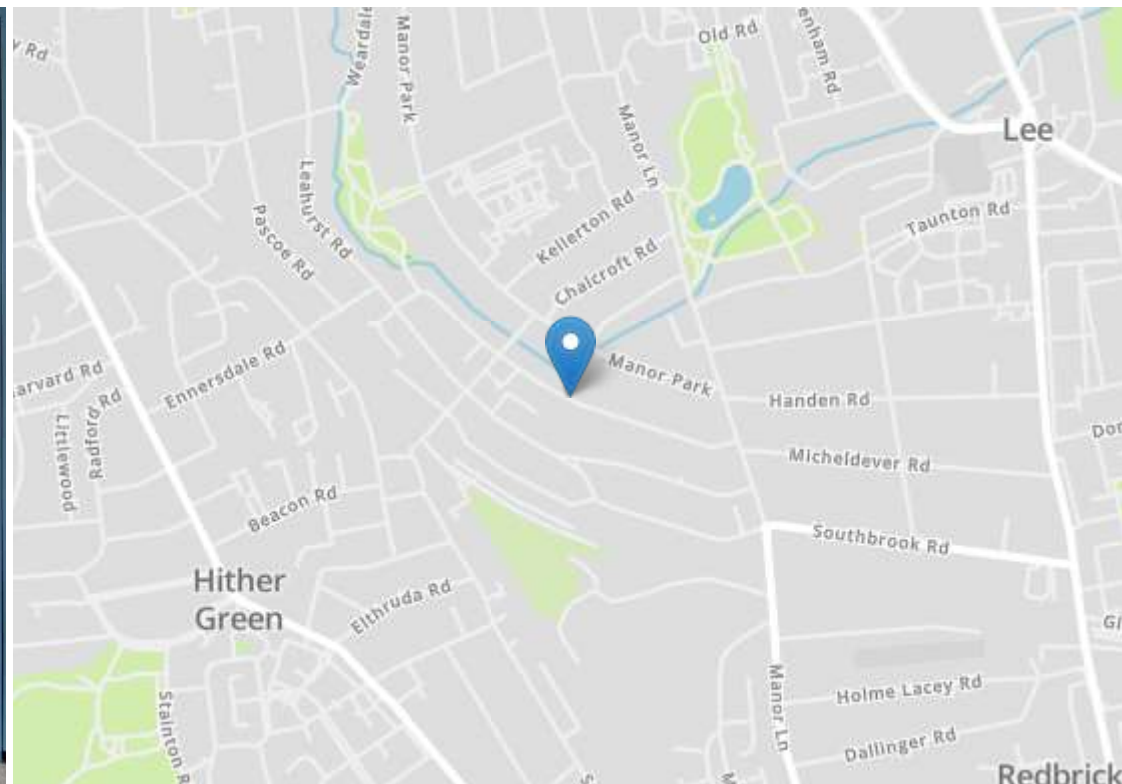 Old Rd
Weardale
Manor Park
Manor Ln
Lee
Leahurst Rd
Pascoe Rd
Kellerton Rd
Taunton Rd
Chalcroft Rd
Manor Park
Ennersdale Rd
Radford Rd
Littlewood
Handen Rd
Micheldever Rd
Beacon Rd
Southbrook Rd
Hither
Green
Elthruda Rd
Manor Ln
Holme Lacey Rd
Stainton R
Dallinger Rd
Redbrick